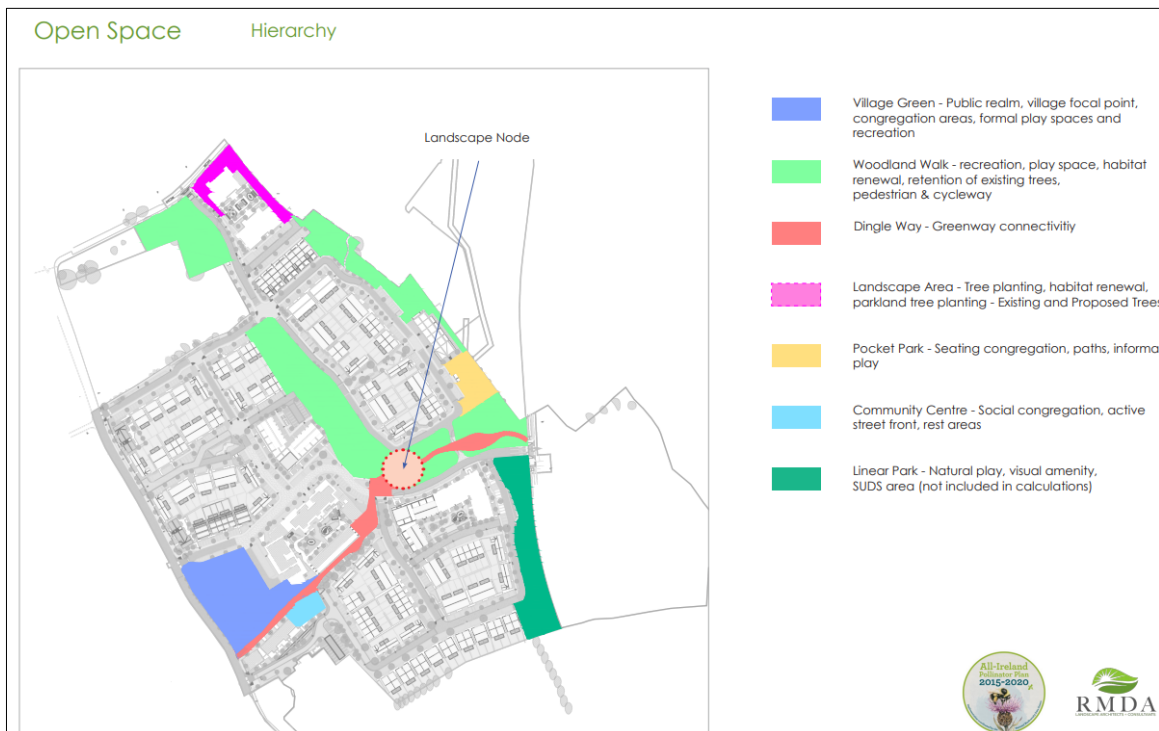 Open Space
Hierarchy
Landscape Node
Village Green - Public realm, village focal point,
congregation areas, formal play spaces and
recreation
Woodland Walk - recreation, play space, habitat
renewal, retention of existing trees,
pedestrian & cycleway
Dingle Way - Greenway connectivitiy
Landscape Area - Tree planting, habitat renewal,
parkland tree planting - Existing and Proposed Trees
Pocket Park - Seating congregation, paths, informa
play
Community Centre - Social congregation, active
street front, rest areas
Linear Park - Natural play, visual amenity,
SUDS area (not included in calculations)
All-Ireland
Pollinator Plan
2015-2020
RMDA
LANDSCAPE ARCHITECTS + CONSULTANTS